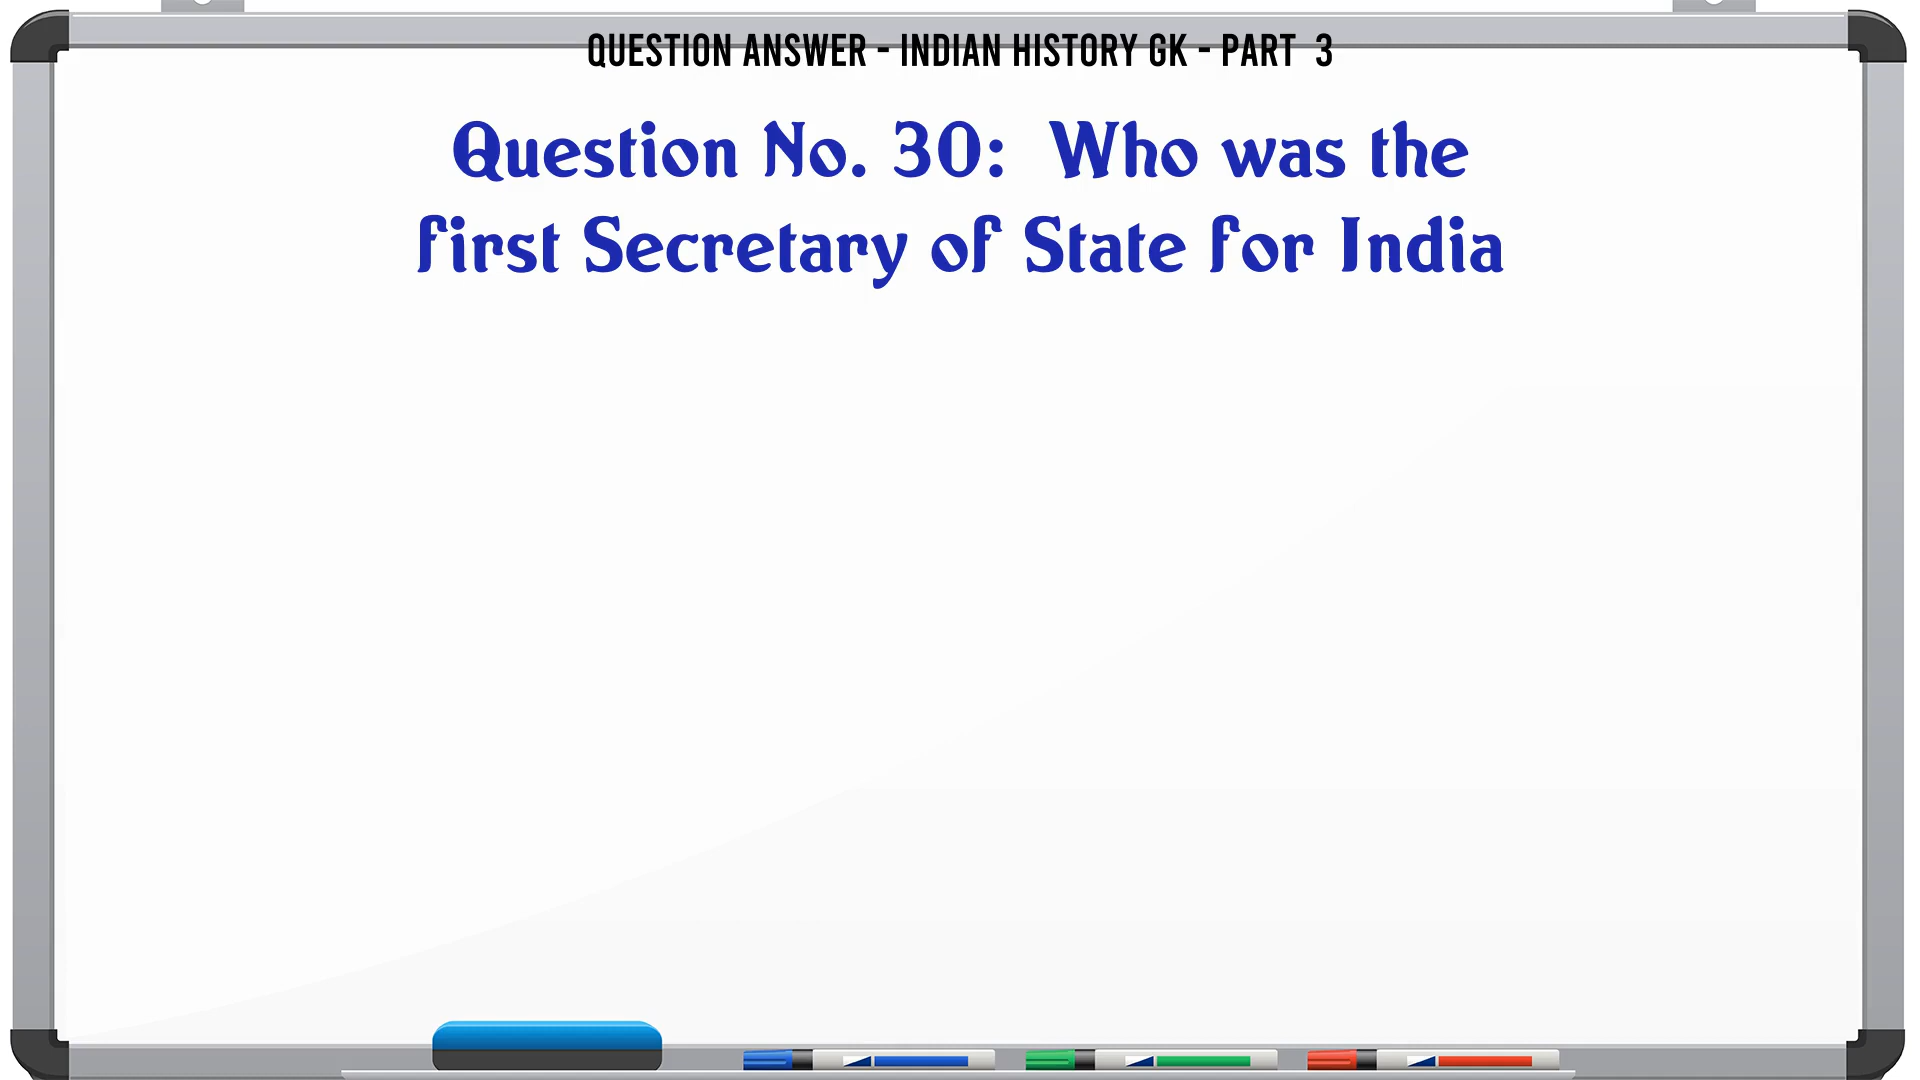 QUESTION ANSWER - INDIAN HISTORY GK - PART 3
Question No. 30: Who was the
first Secretary of State for India